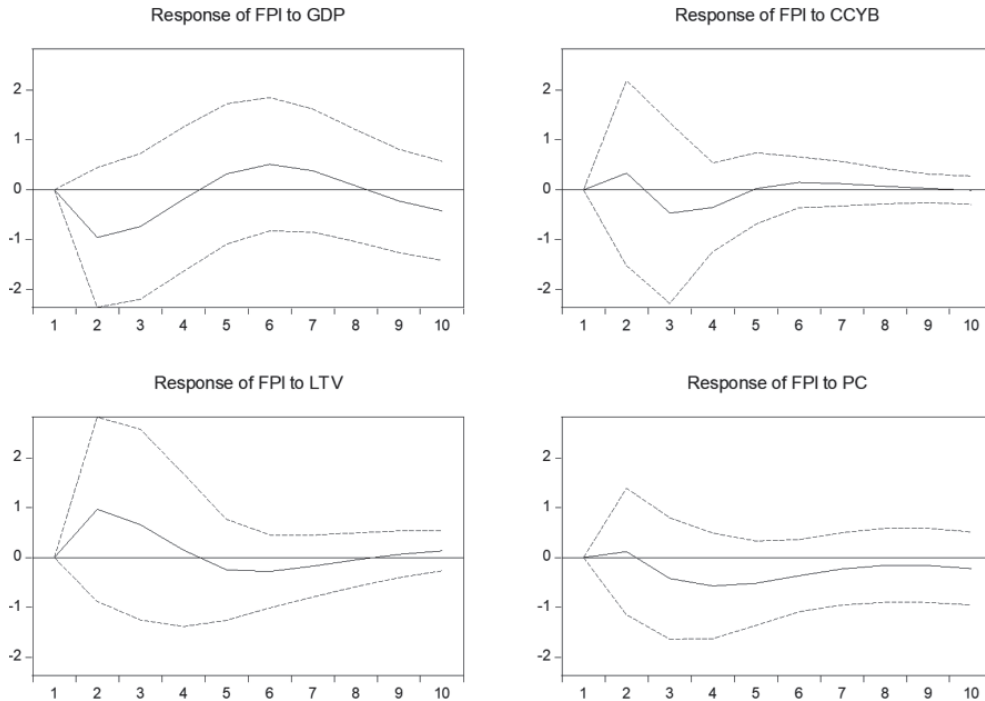 Response of FPI to GDP
2
1
0
-1
-2
1 2 3 4 5 6 7 8 9 10
Response of FPI to CCYB
2
1
0
-1
-2
1 2 3 4 5 6 7 8 9 10
Response of FPI to LTV
2
1
0
-1
-2
1 2 3 4 5 6 7 8 9 10
Response of FPI to PC
2
1
0
-1
-2
1 2 3 4 5 6 7 8 9 10